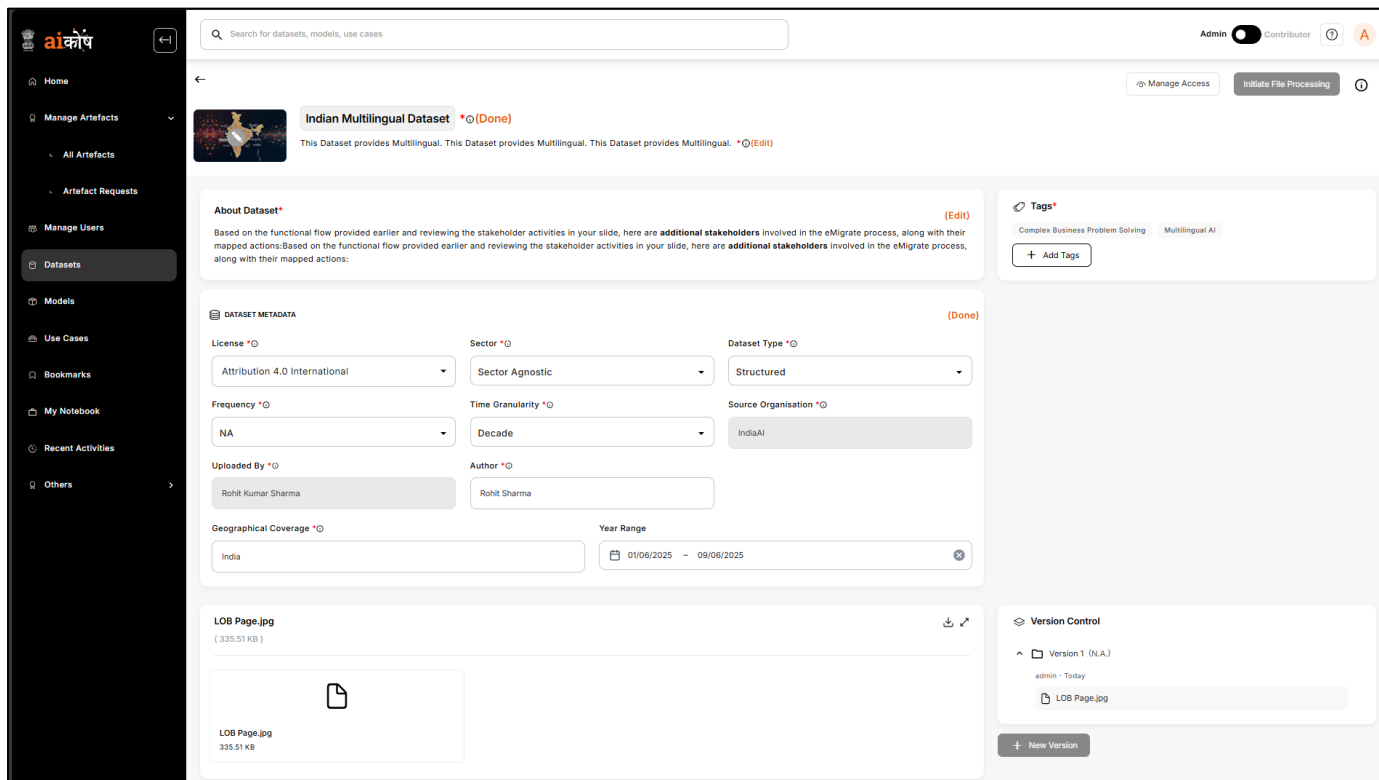 aiकोष
Search for datasets, models, use cases
Admin Contributor
A
Home
Manage Artefacts
All Artefacts
Artefact Requests
Manage Users
Datasets
Models
Use Cases
Bookmarks
My Notebook
Recent Activities
Others
Manage Access
Initiate File Processing
Indian Multilingual Dataset *(Done)
This Dataset provides Multilingual. This Dataset provides Multilingual. This Dataset provides Multilingual. *(Edit)
About Dataset*
(Edit)
Based on the functional flow provided earlier and reviewing the stakeholder activities in your slide, here are additional stakeholders involved in the eMigrate process, along with their
mapped actions:Based on the functional flow provided earlier and reviewing the stakeholder activities in your slide, here are additional stakeholders involved in the eMigrate process,
along with their mapped actions:
Tags*
Complex Business Problem Solving Multilingual AI
+ Add Tags
DATASET METADATA
(Done)
License * Sector * Dataset Type *
Attribution 4.0 International Sector Agnostic Structured
Frequency * Time Granularity * Source Organisation *
NA Decade IndiaAI
Uploaded By * Author *
Rohit Kumar Sharma Rohit Sharma
Geographical Coverage * Year Range
India 01/06/2025 – 09/06/2025
LOB Page.jpg
( 335.51 KB )
LOB Page.jpg
335.51 KB
Version Control
Version 1 (N.A.)
admin - Today
LOB Page.jpg
+ New Version